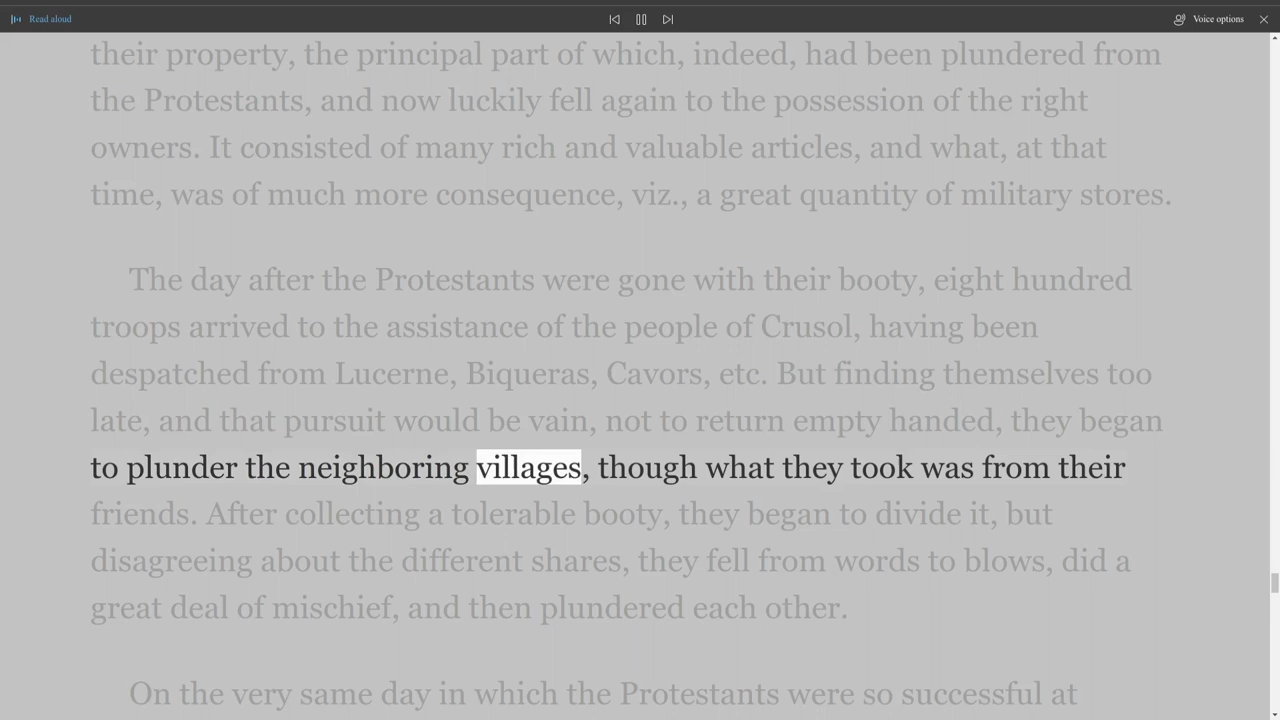 Read aloud
Voice options
their property, the principal part of which, indeed, had been plundered from
the Protestants, and now luckily fell again to the possession of the right
owners. It consisted of many rich and valuable articles, and what, at that
time, was of much more consequence, viz., a great quantity of military stores.
The day after the Protestants were gone with their booty, eight hundred
troops arrived to the assistance of the people of Crusol, having been
despatched from Lucerne, Biqueras, Cavors, etc. But finding themselves too
late, and that pursuit would be vain, not to return empty handed, they began
to plunder the neighboring villages, though what they took was from their
friends. After collecting a tolerable booty, they began to divide it, but
disagreeing about the different shares, they fell from words to blows, did a
great deal of mischief, and then plundered each other.
On the very same day in which the Protestants were so successful at